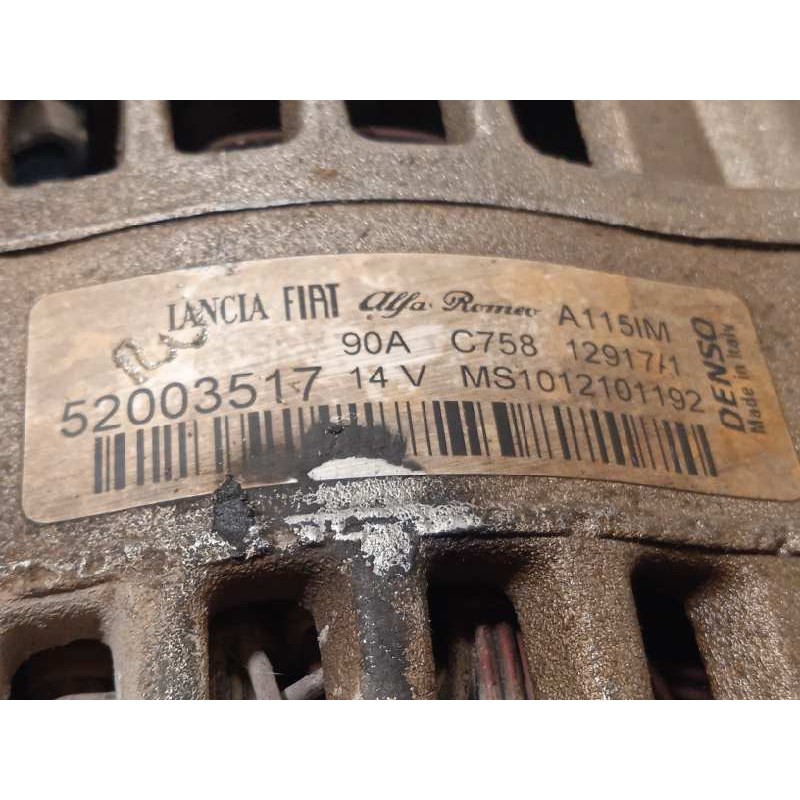 LANCIA FIAT Alfa Romeo A115IM
90A C758 12917/1
52003517 14 V MS1012101192
DENSO
Made in Italy